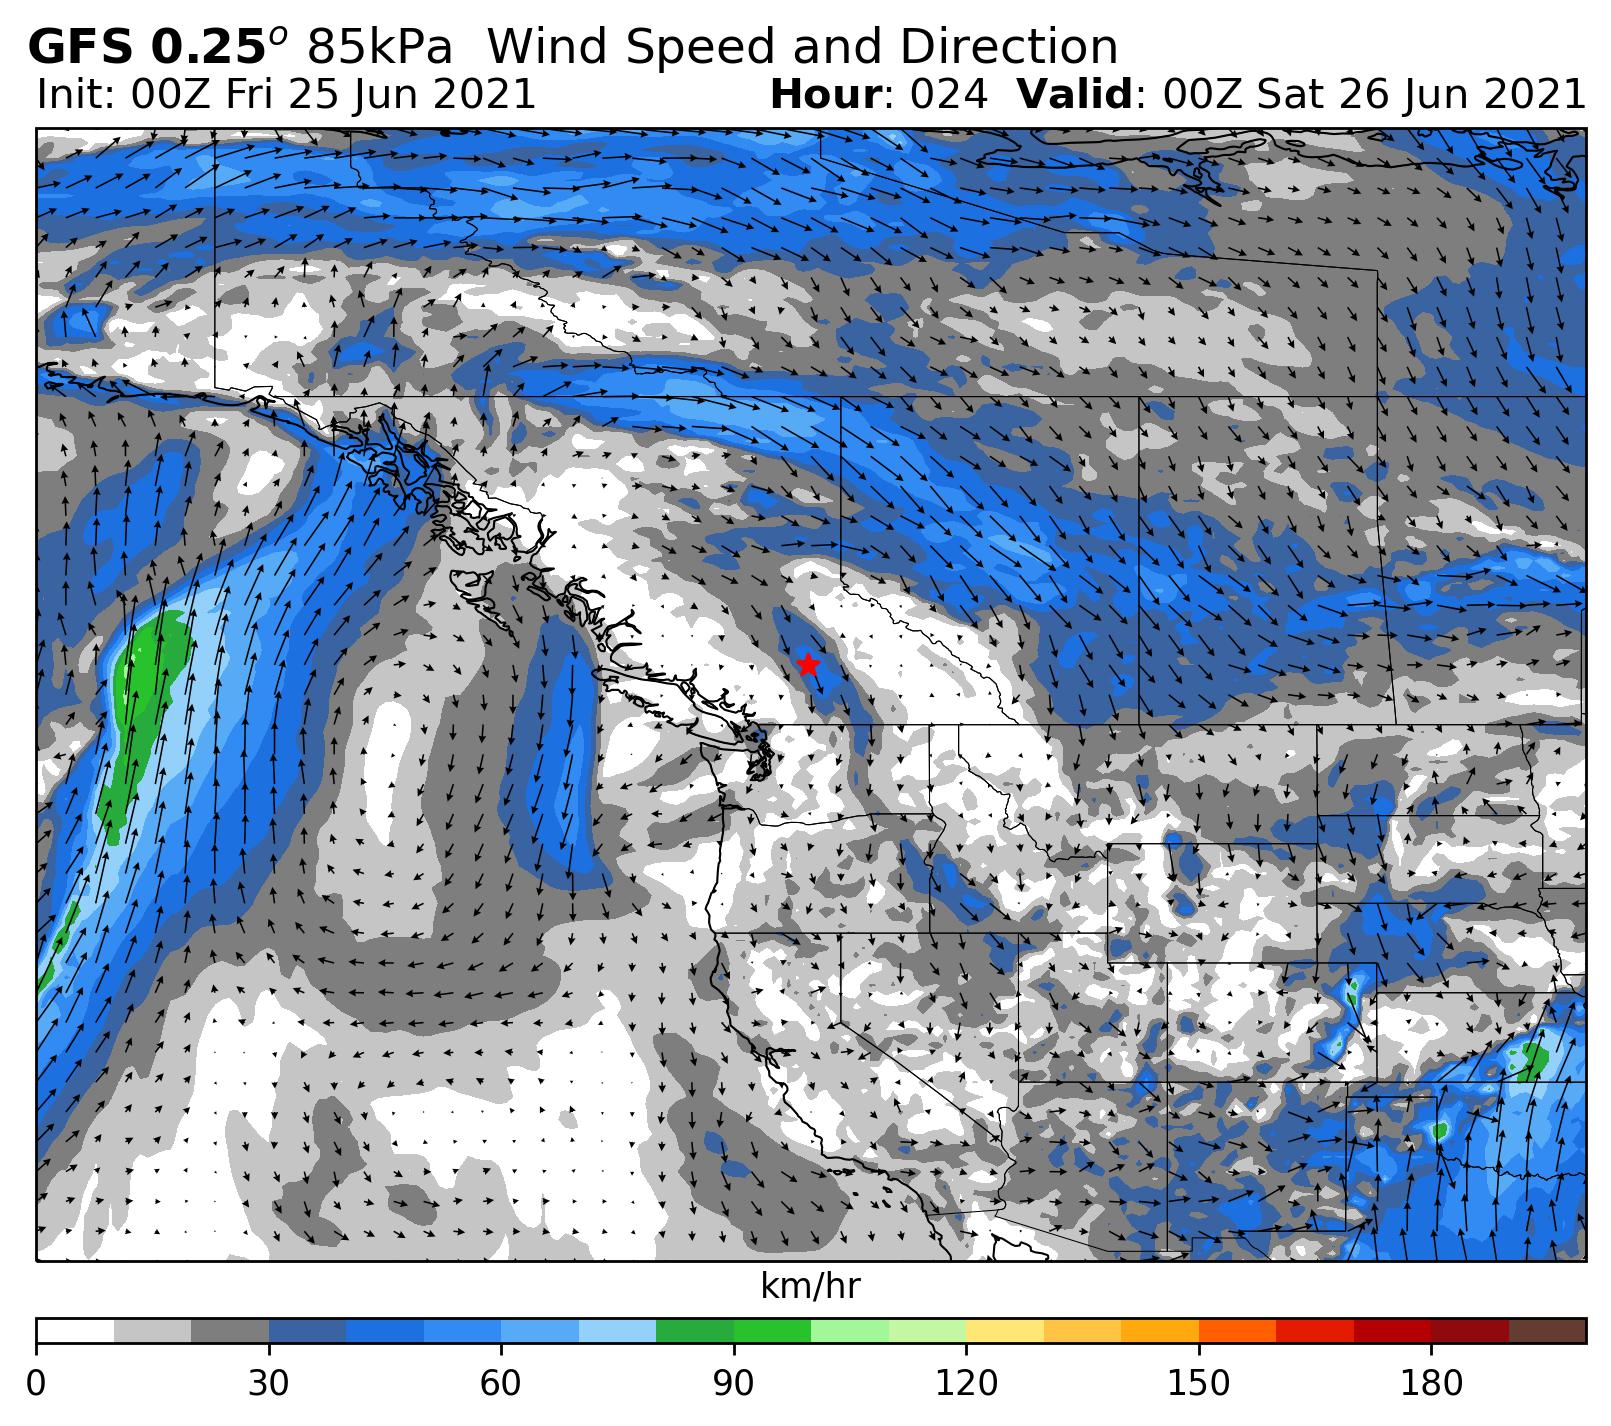 GFS 0.25° 85kPa Wind Speed and Direction
Init: 00Z Fri 25 Jun 2021 Hour: 024 Valid: 00Z Sat 26 Jun 2021
km/hr
0 30 60 90 120 150 180